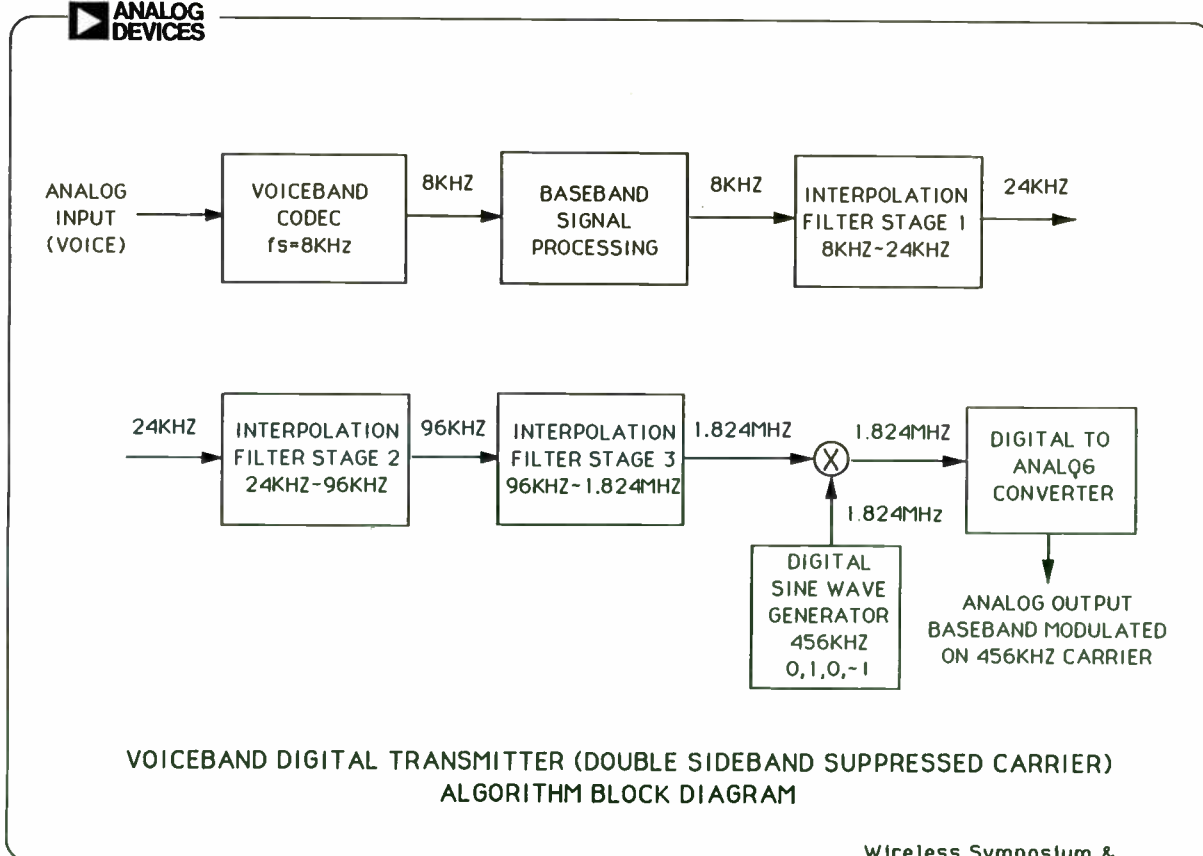 ANALOG
DEVICES
ANALOG
INPUT
(VOICE)
VOICEBAND
CODEC
fs=8KHz
8KHZ
BASEBAND
SIGNAL
PROCESSING
8KHZ
INTERPOLATION
FILTER STAGE 1
8KHZ-24KHZ
24KHZ
24KHZ
INTERPOLATION
FILTER STAGE 2
24KHZ-96KHZ
96KHZ
INTERPOLATION
FILTER STAGE 3
96KHZ-1.824MHZ
1.824MHZ
X
1.824MHZ
1.824MHz
DIGITAL
SINE WAVE
GENERATOR
456KHZ
0,1,0,-1
DIGITAL TO
ANALOG
CONVERTER
ANALOG OUTPUT
BASEBAND MODULATED
ON 456KHZ CARRIER
VOICEBAND DIGITAL TRANSMITTER (DOUBLE SIDEBAND SUPPRESSED CARRIER)
ALGORITHM BLOCK DIAGRAM
Wireless Symposium &